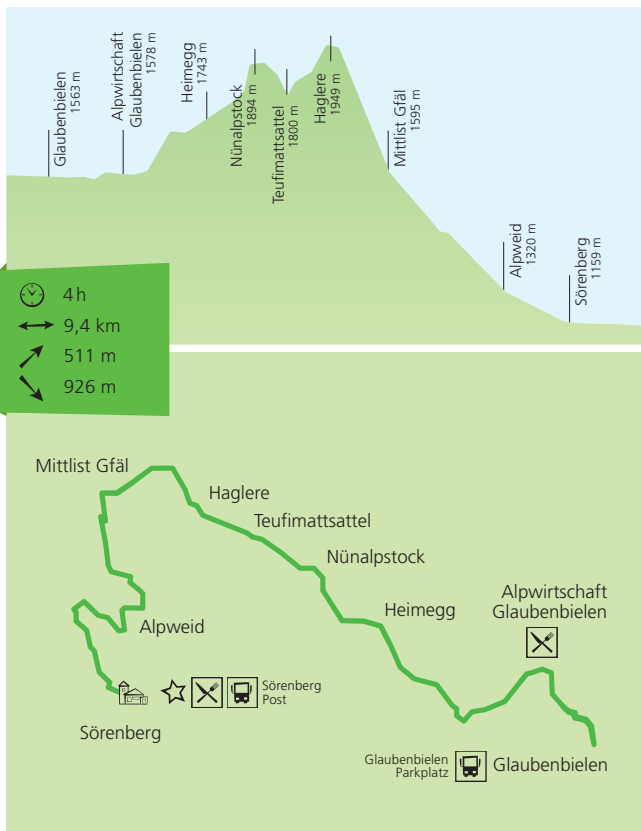 Glaubenbielen
1563 m
Alpwirtschaft
Glaubenbielen
1578 m
Heimegg
1743 m
Nünalpstock
1894 m
Teufimattsattel
1800 m
Haglere
1949 m
Mittlist Gfäl
1595 m
Alpweid
1320 m
Sörenberg
1159 m
4 h
9,4 km
511 m
926 m
Mittlist Gfäl
Haglere
Teufimattsattel
Nünalpstock
Heimegg
Alpwirtschaft
Glaubenbielen
Alpweid
Sörenberg
Post
Sörenberg
Glaubenbielen
Parkplatz
Glaubenbielen